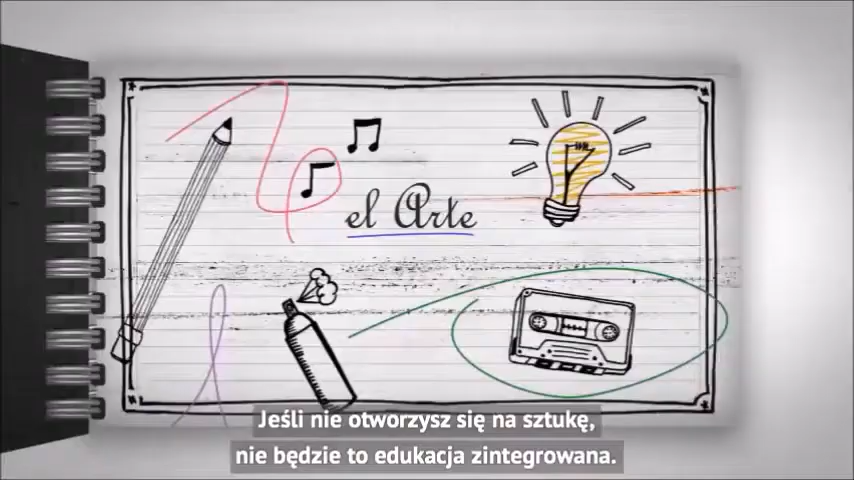 el Arte
Jeśli nie otworzysz się na sztukę,
nie będzie to edukacja zintegrowana.